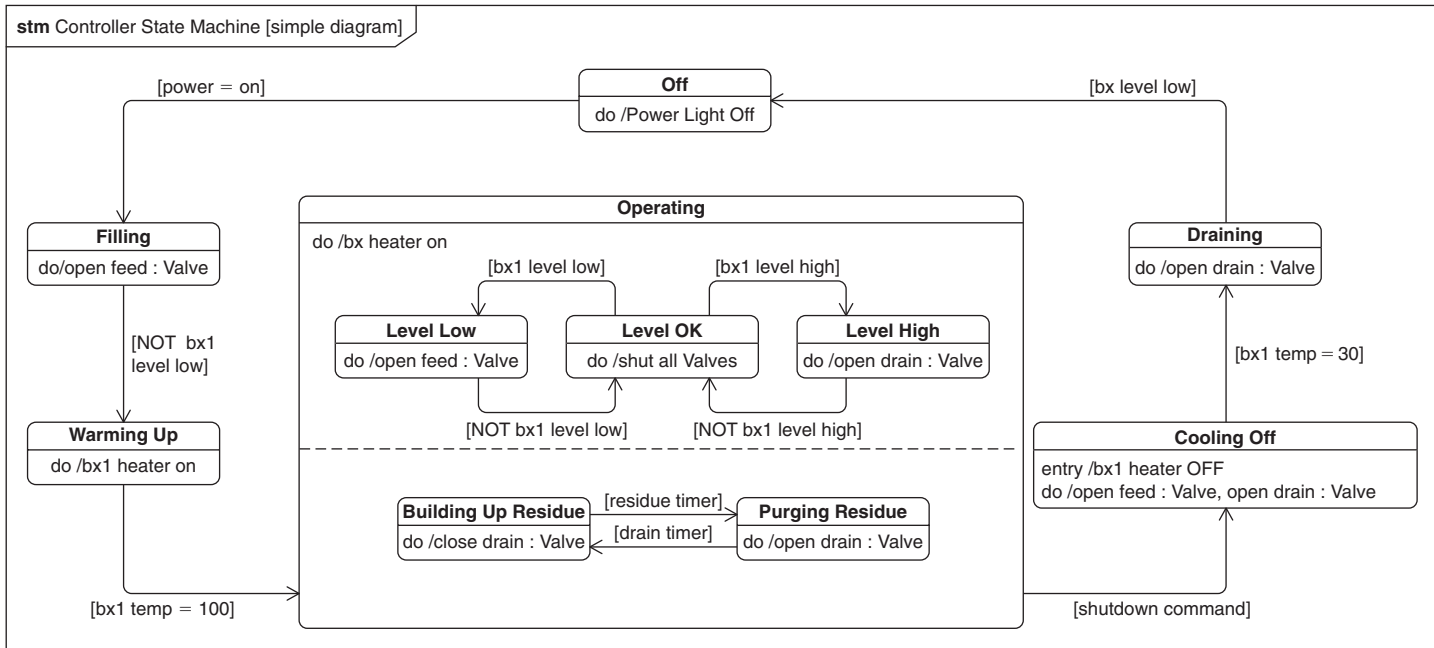 stm Controller State Machine [simple diagram]
[power = on]
Off
do /Power Light Off
[bx level low]
Filling
do/open feed : Valve
[NOT bx1
level low]
Warming Up
do /bx1 heater on
[bx1 temp = 100]
Operating
do /bx heater on
[bx1 level low]
[bx1 level high]
Level Low
do /open feed : Valve
Level OK
do /shut all Valves
Level High
do /open drain : Valve
[NOT bx1 level low]
[NOT bx1 level high]
Building Up Residue
do /close drain : Valve
[residue timer]
[drain timer]
Purging Residue
do /open drain : Valve
Draining
do /open drain : Valve
[bx1 temp = 30]
Cooling Off
entry /bx1 heater OFF
do /open feed : Valve, open drain : Valve
[shutdown command]